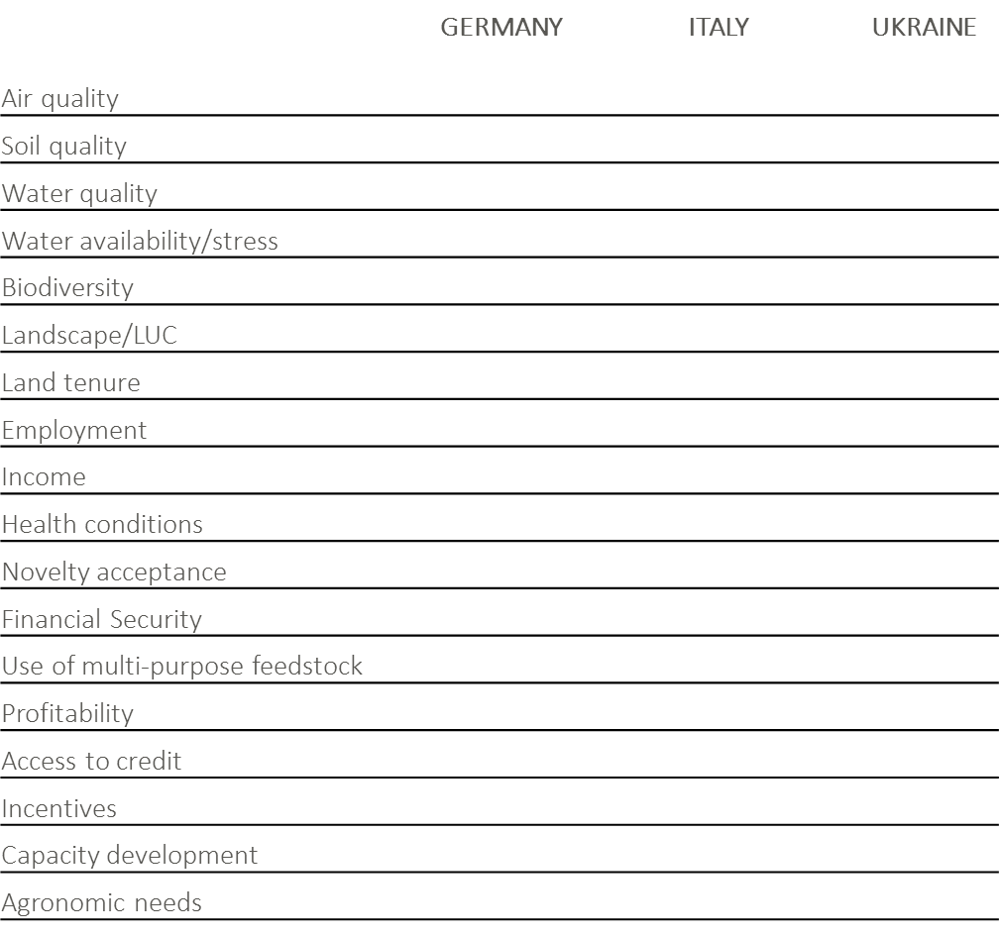 GERMANY ITALY UKRAINE
Air quality
Soil quality
Water quality
Water availability/stress
Biodiversity
Landscape/LUC
Land tenure
Employment
Income
Health conditions
Novelty acceptance
Financial Security
Use of multi-purpose feedstock
Profitability
Access to credit
Incentives
Capacity development
Agronomic needs